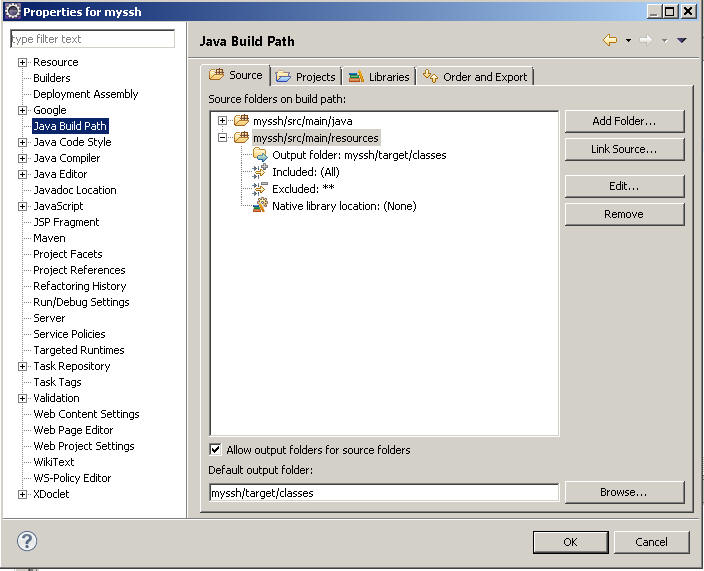 Properties for myssh
type filter text
Resource
Builders
Deployment Assembly
Google
Java Build Path
Java Code Style
Java Compiler
Java Editor
Javadoc Location
JavaScript
JSP Fragment
Maven
Project Facets
Project References
Refactoring History
Run/Debug Settings
Server
Service Policies
Targeted Runtimes
Task Repository
Task Tags
Validation
Web Content Settings
Web Page Editor
Web Project Settings
WikiText
WS-Policy Editor
XDoclet
Java Build Path
Source Projects Libraries Order and Export
Source folders on build path:
myssh/src/main/java
myssh/src/main/resources
Output folder: myssh/target/classes
Included: (All)
Excluded: **
Native library location: (None)
Add Folder...
Link Source...
Edit...
Remove
Allow output folders for source folders
Default output folder:
myssh/target/classes
Browse...
?
OK Cancel